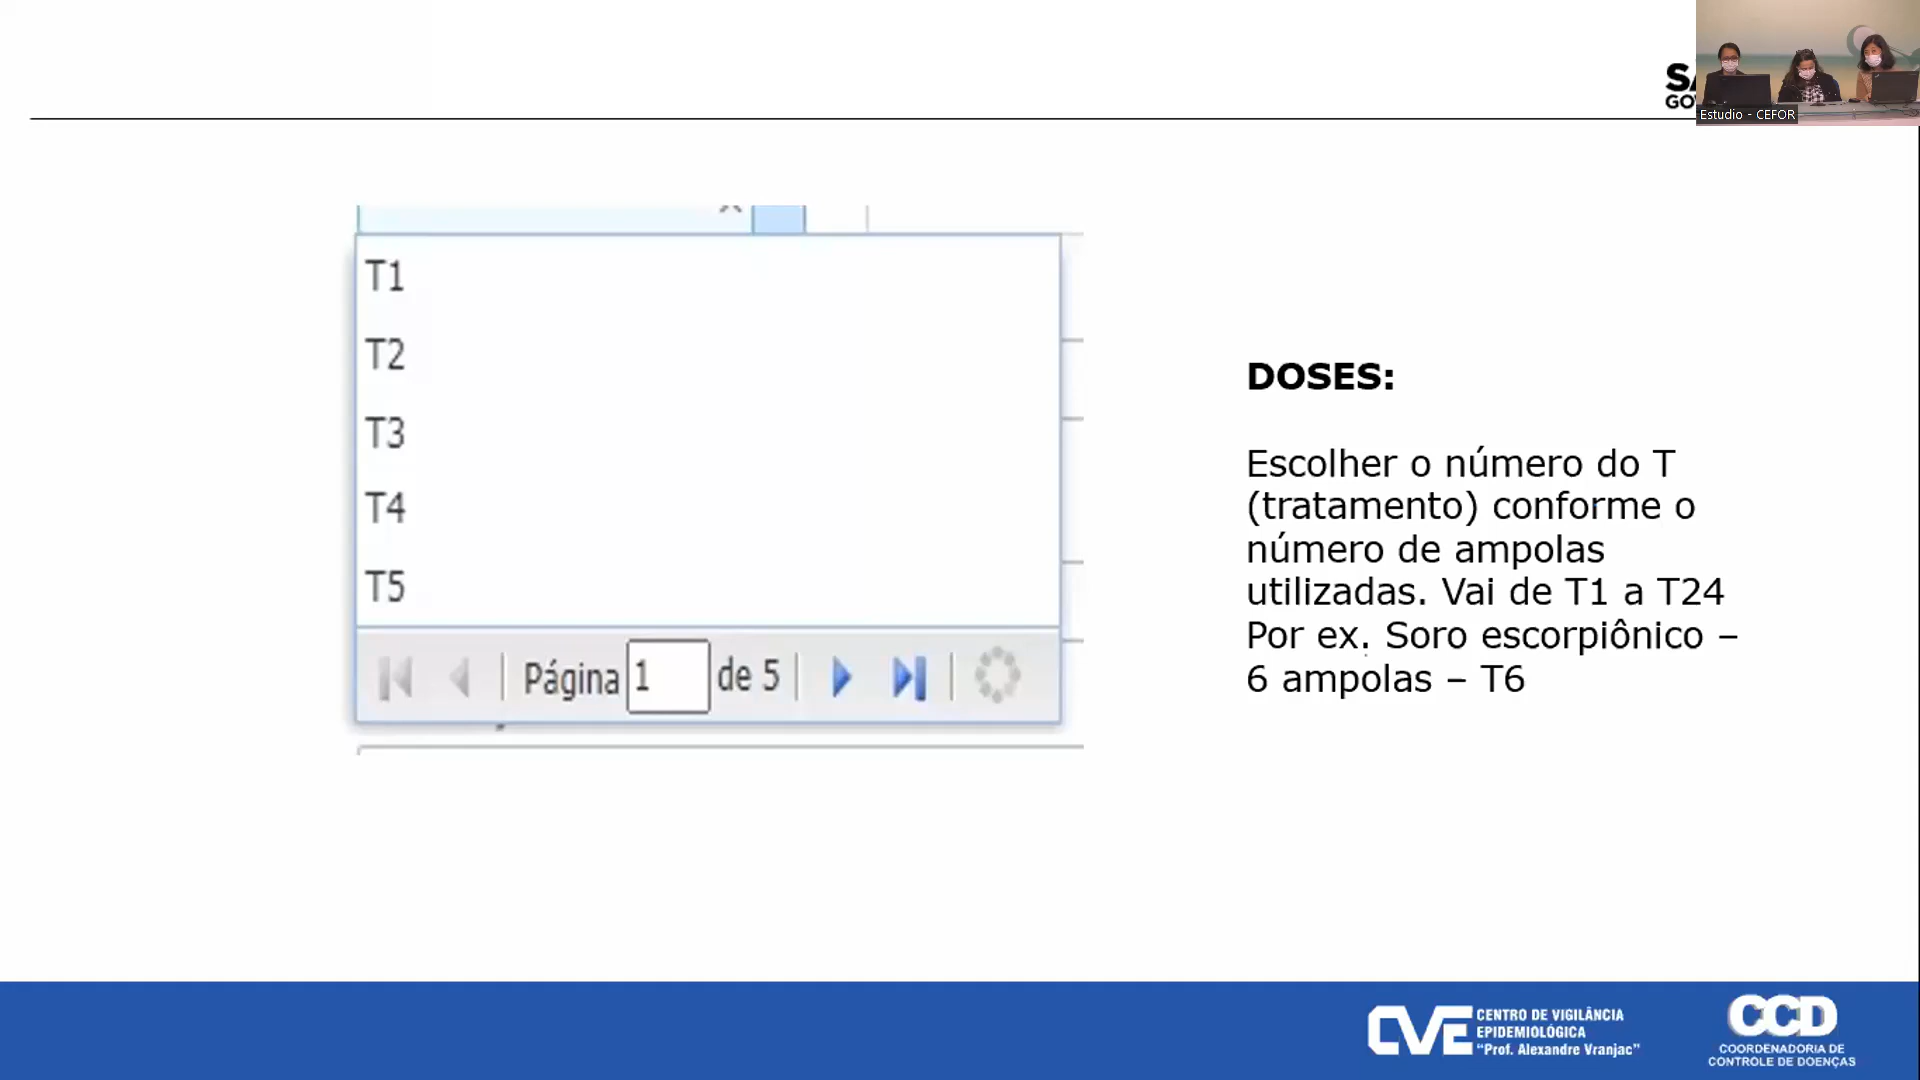 Estudio - CEFOR
T1
T2
T3
T4
T5
Página 1 de 5
DOSES:
Escolher o número do T
(tratamento) conforme o
número de ampolas
utilizadas. Vai de T1 a T24
Por ex. Soro escorpiônico –
6 ampolas – T6
CVE CENTRO DE VIGILÂNCIA
EPIDEMIOLÓGICA
"Prof. Alexandre Vranjac"
CCD
COORDENADORIA DE
CONTROLE DE DOENÇAS